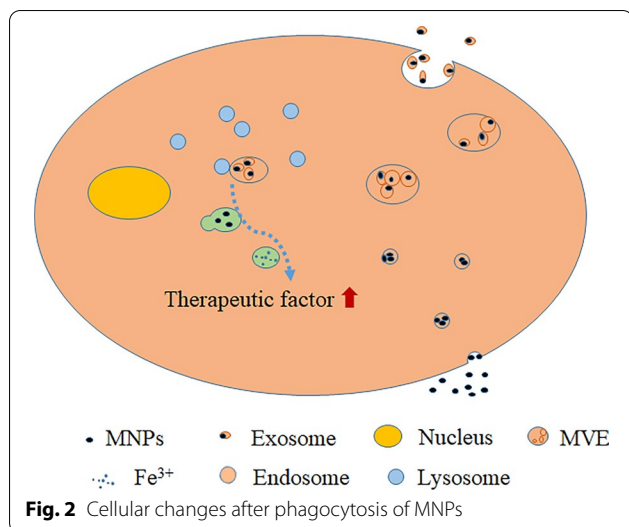 Therapeutic factor
MNPs Exosome Nucleus MVE
Fe³⁺ Endosome Lysosome
Fig. 2 Cellular changes after phagocytosis of MNPs